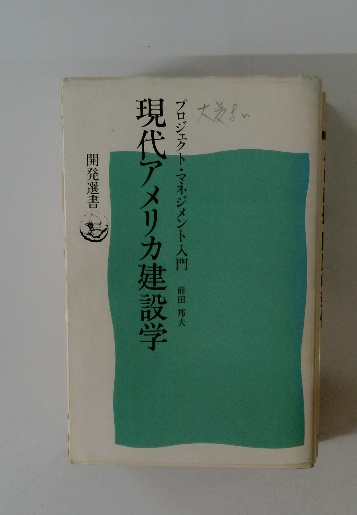 プロジェクト・マネジメント入門
現代アメリカ建設学
前田 邦夫
開発選書